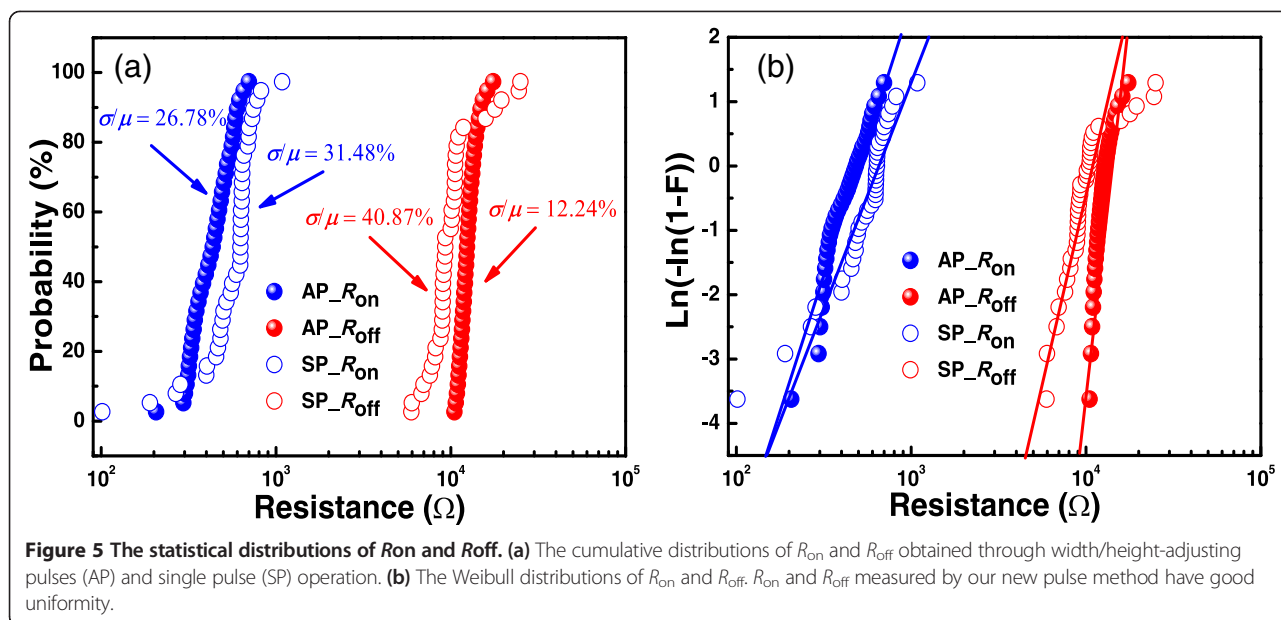 (a)
Probability (%)
100
80
60
40
20
0
σ/μ = 26.78%
σ/μ = 31.48%
σ/μ = 40.87%
σ/μ = 12.24%
AP_Ron
AP_Roff
SP_Ron
SP_Roff
10² 10³ 10⁴ 10⁵
Resistance (Ω)
(b)
Ln(-ln(1-F))
2
1
0
-1
-2
-3
-4
AP_Ron
AP_Roff
SP_Ron
SP_Roff
10² 10³ 10⁴ 10⁵
Resistance (Ω)
Figure 5 The statistical distributions of Ron and Roff. (a) The cumulative distributions of Ron and Roff obtained through width/height-adjusting
pulses (AP) and single pulse (SP) operation. (b) The Weibull distributions of Ron and Roff. Ron and Roff measured by our new pulse method have good
uniformity.